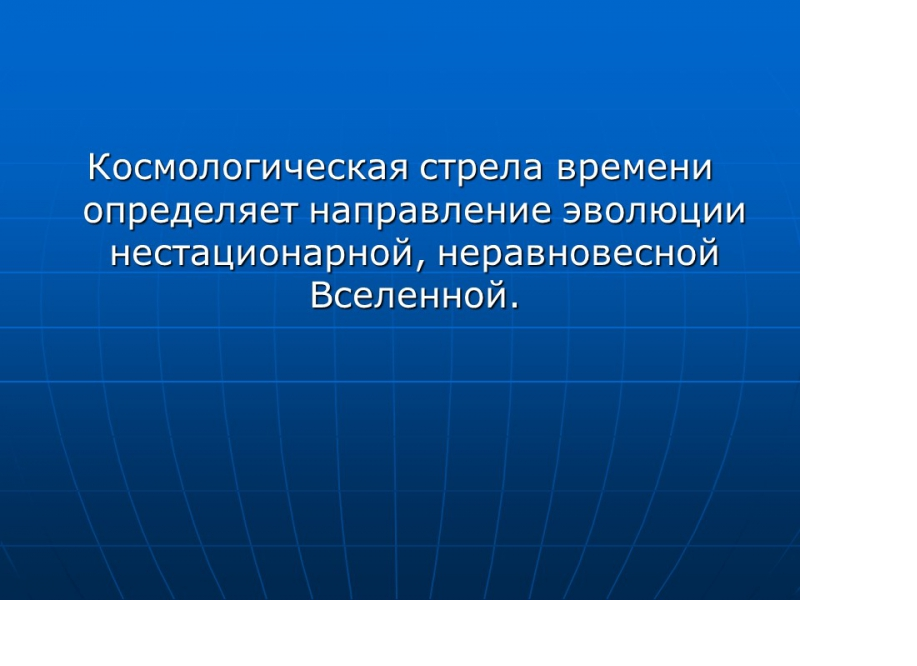 Космологическая стрела времени
определяет направление эволюции
нестационарной, неравновесной
Вселенной.